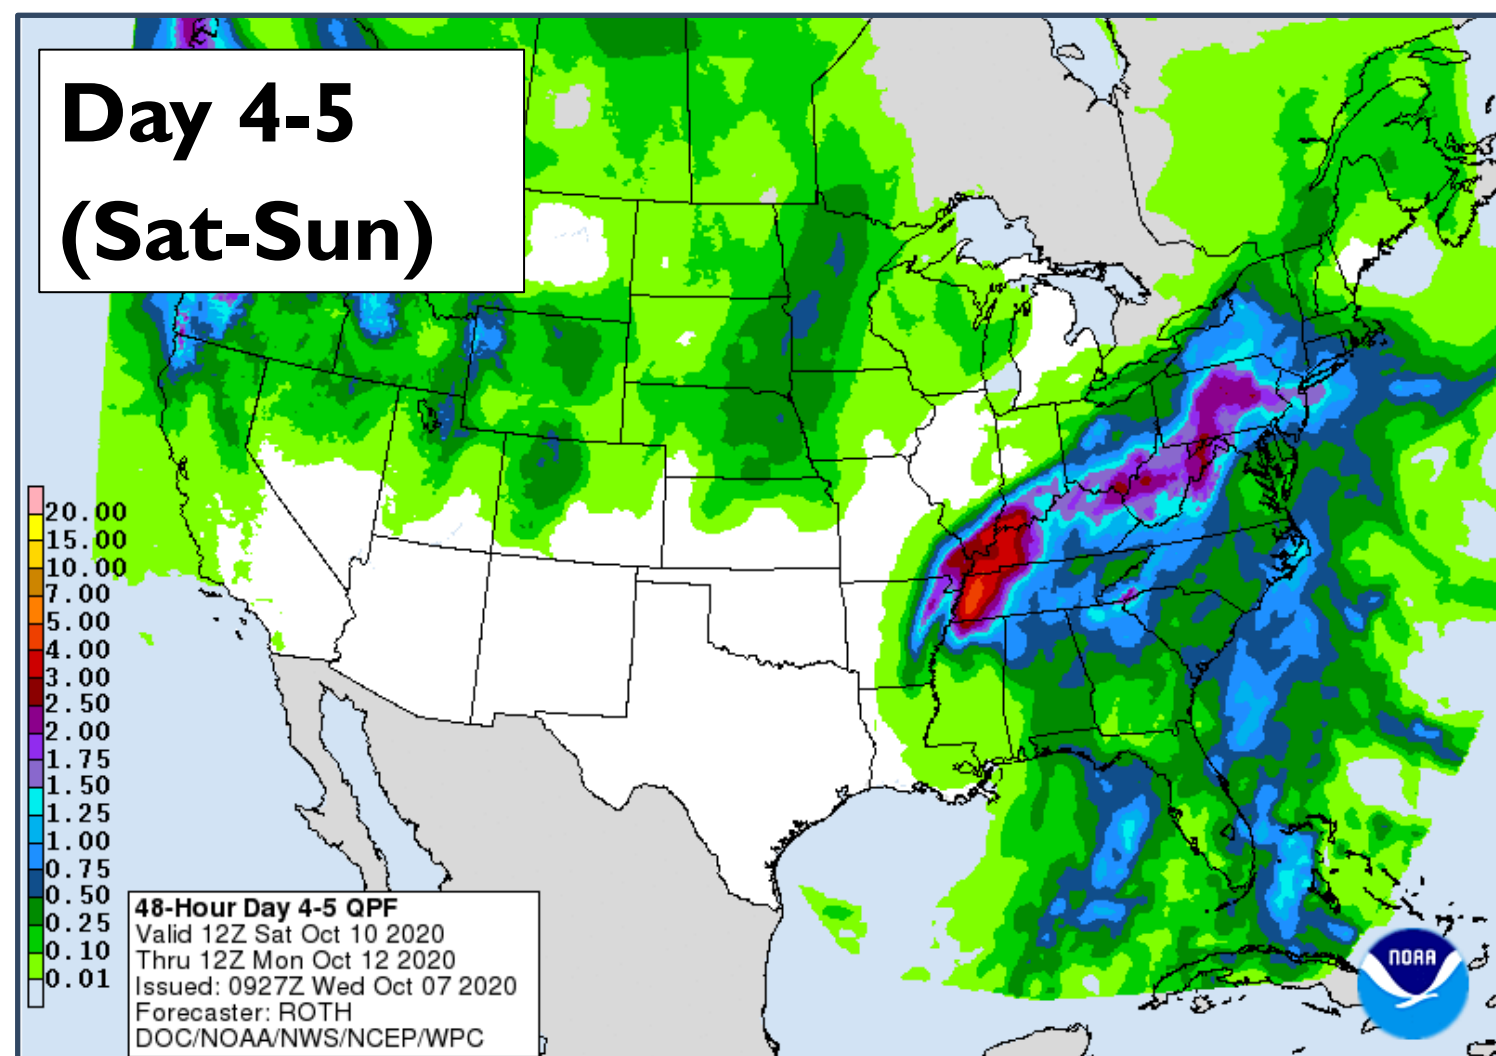 Day 4-5
(Sat-Sun)
20.00
15.00
10.00
7.00
5.00
4.00
3.00
2.50
2.00
1.75
1.50
1.25
1.00
0.75
0.50
0.25
0.10
0.01
48-Hour Day 4-5 QPF
Valid 12Z Sat Oct 10 2020
Thru 12Z Mon Oct 12 2020
Issued: 0927Z Wed Oct 07 2020
Forecaster: ROTH
DOC/NOAA/NWS/NCEP/WPC
NOAA